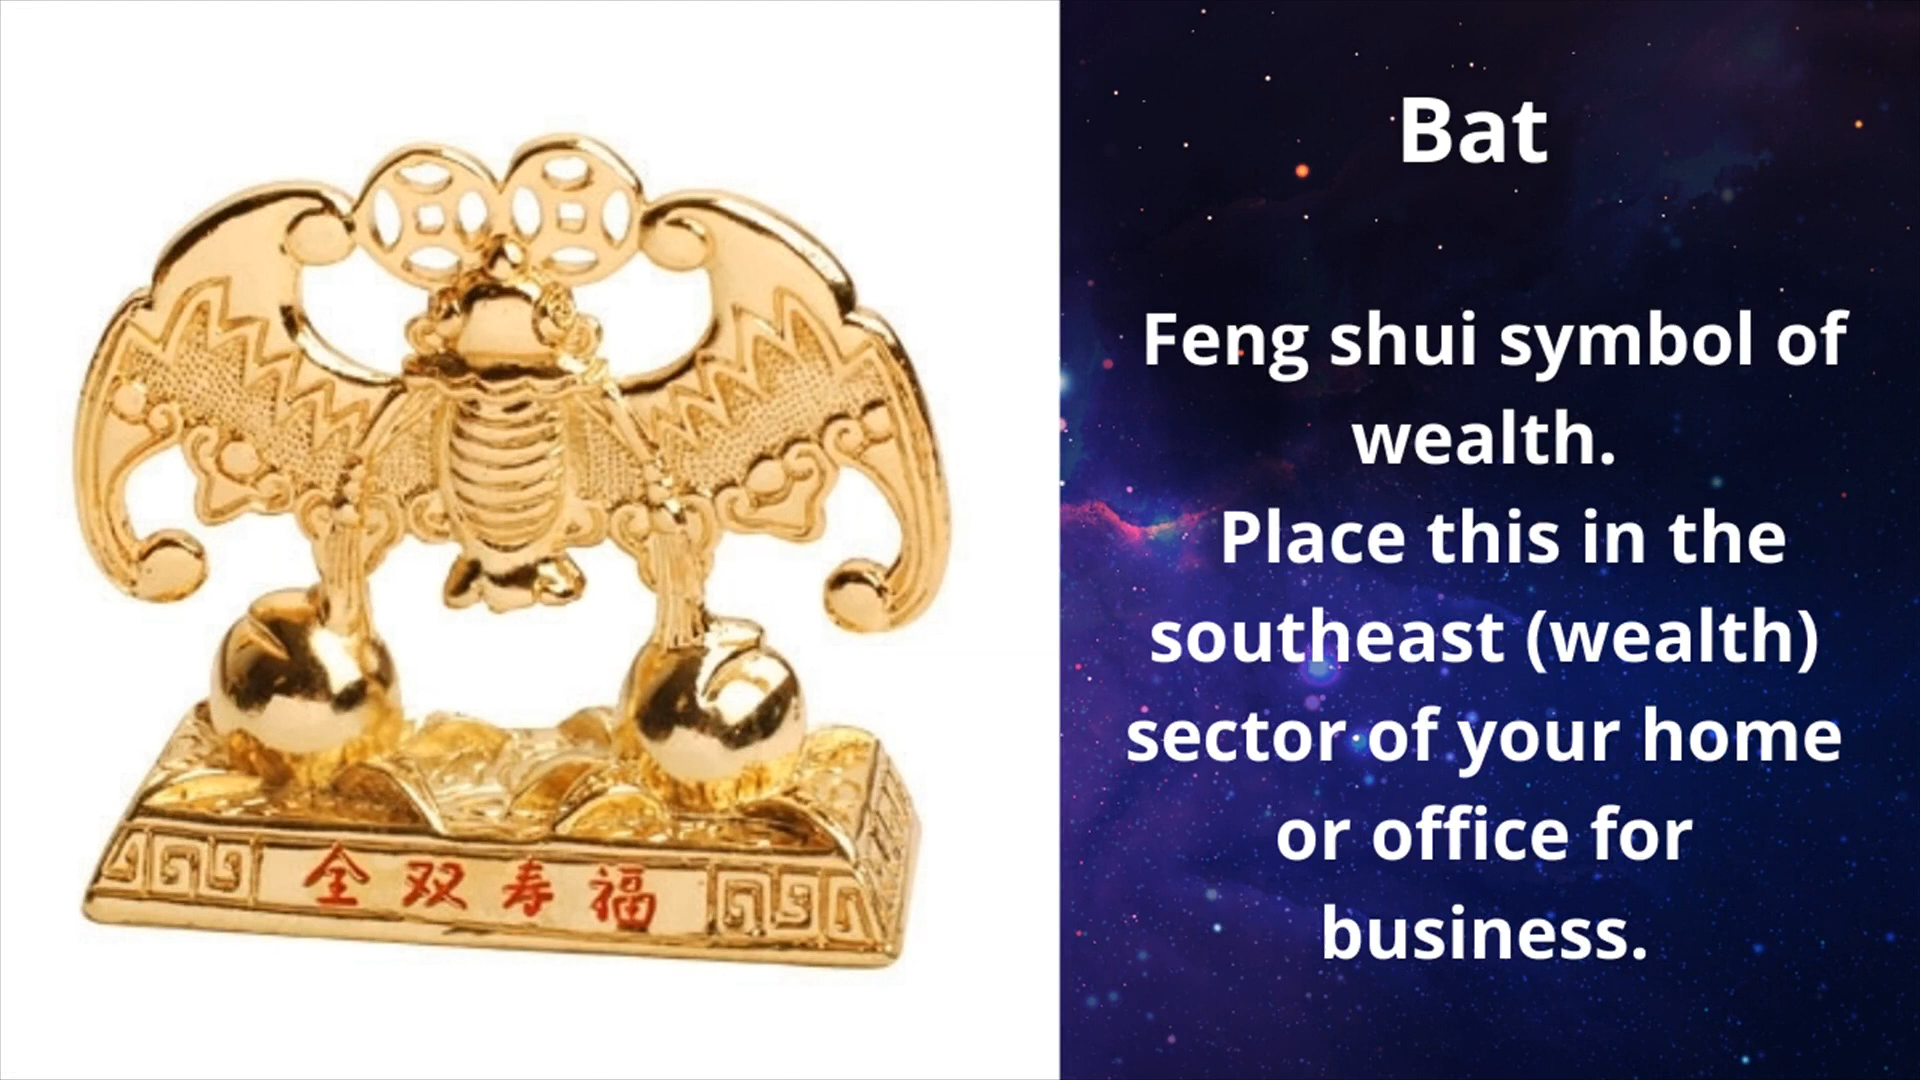 Bat
Feng shui symbol of
wealth.
Place this in the
southeast (wealth)
sector of your home
or office for
business.
全双寿福